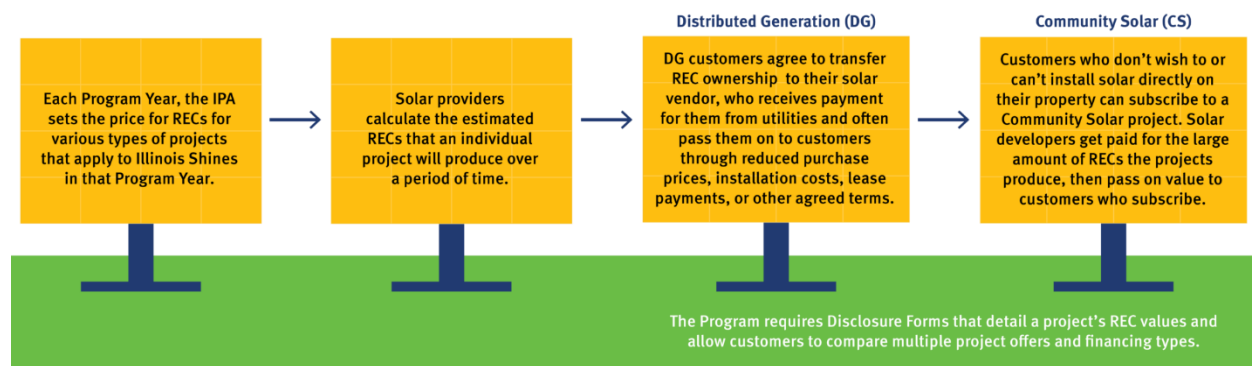 Each Program Year, the IPA
sets the price for RECs for
various types of projects
that apply to Illinois Shines
in that Program Year.
Solar providers
calculate the estimated
RECs that an individual
project will produce over
a period of time.
Distributed Generation (DG)
DG customers agree to transfer
REC ownership to their solar
vendor, who receives payment
for them from utilities and often
pass them on to customers
through reduced purchase
prices, installation costs, lease
payments, or other agreed terms.
Community Solar (CS)
Customers who don’t wish to or
can’t install solar directly on
their property can subscribe to a
Community Solar project. Solar
developers get paid for the large
amount of RECs the projects
produce, then pass on value to
customers who subscribe.
The Program requires Disclosure Forms that detail a project’s REC values and
allow customers to compare multiple project offers and financing types.